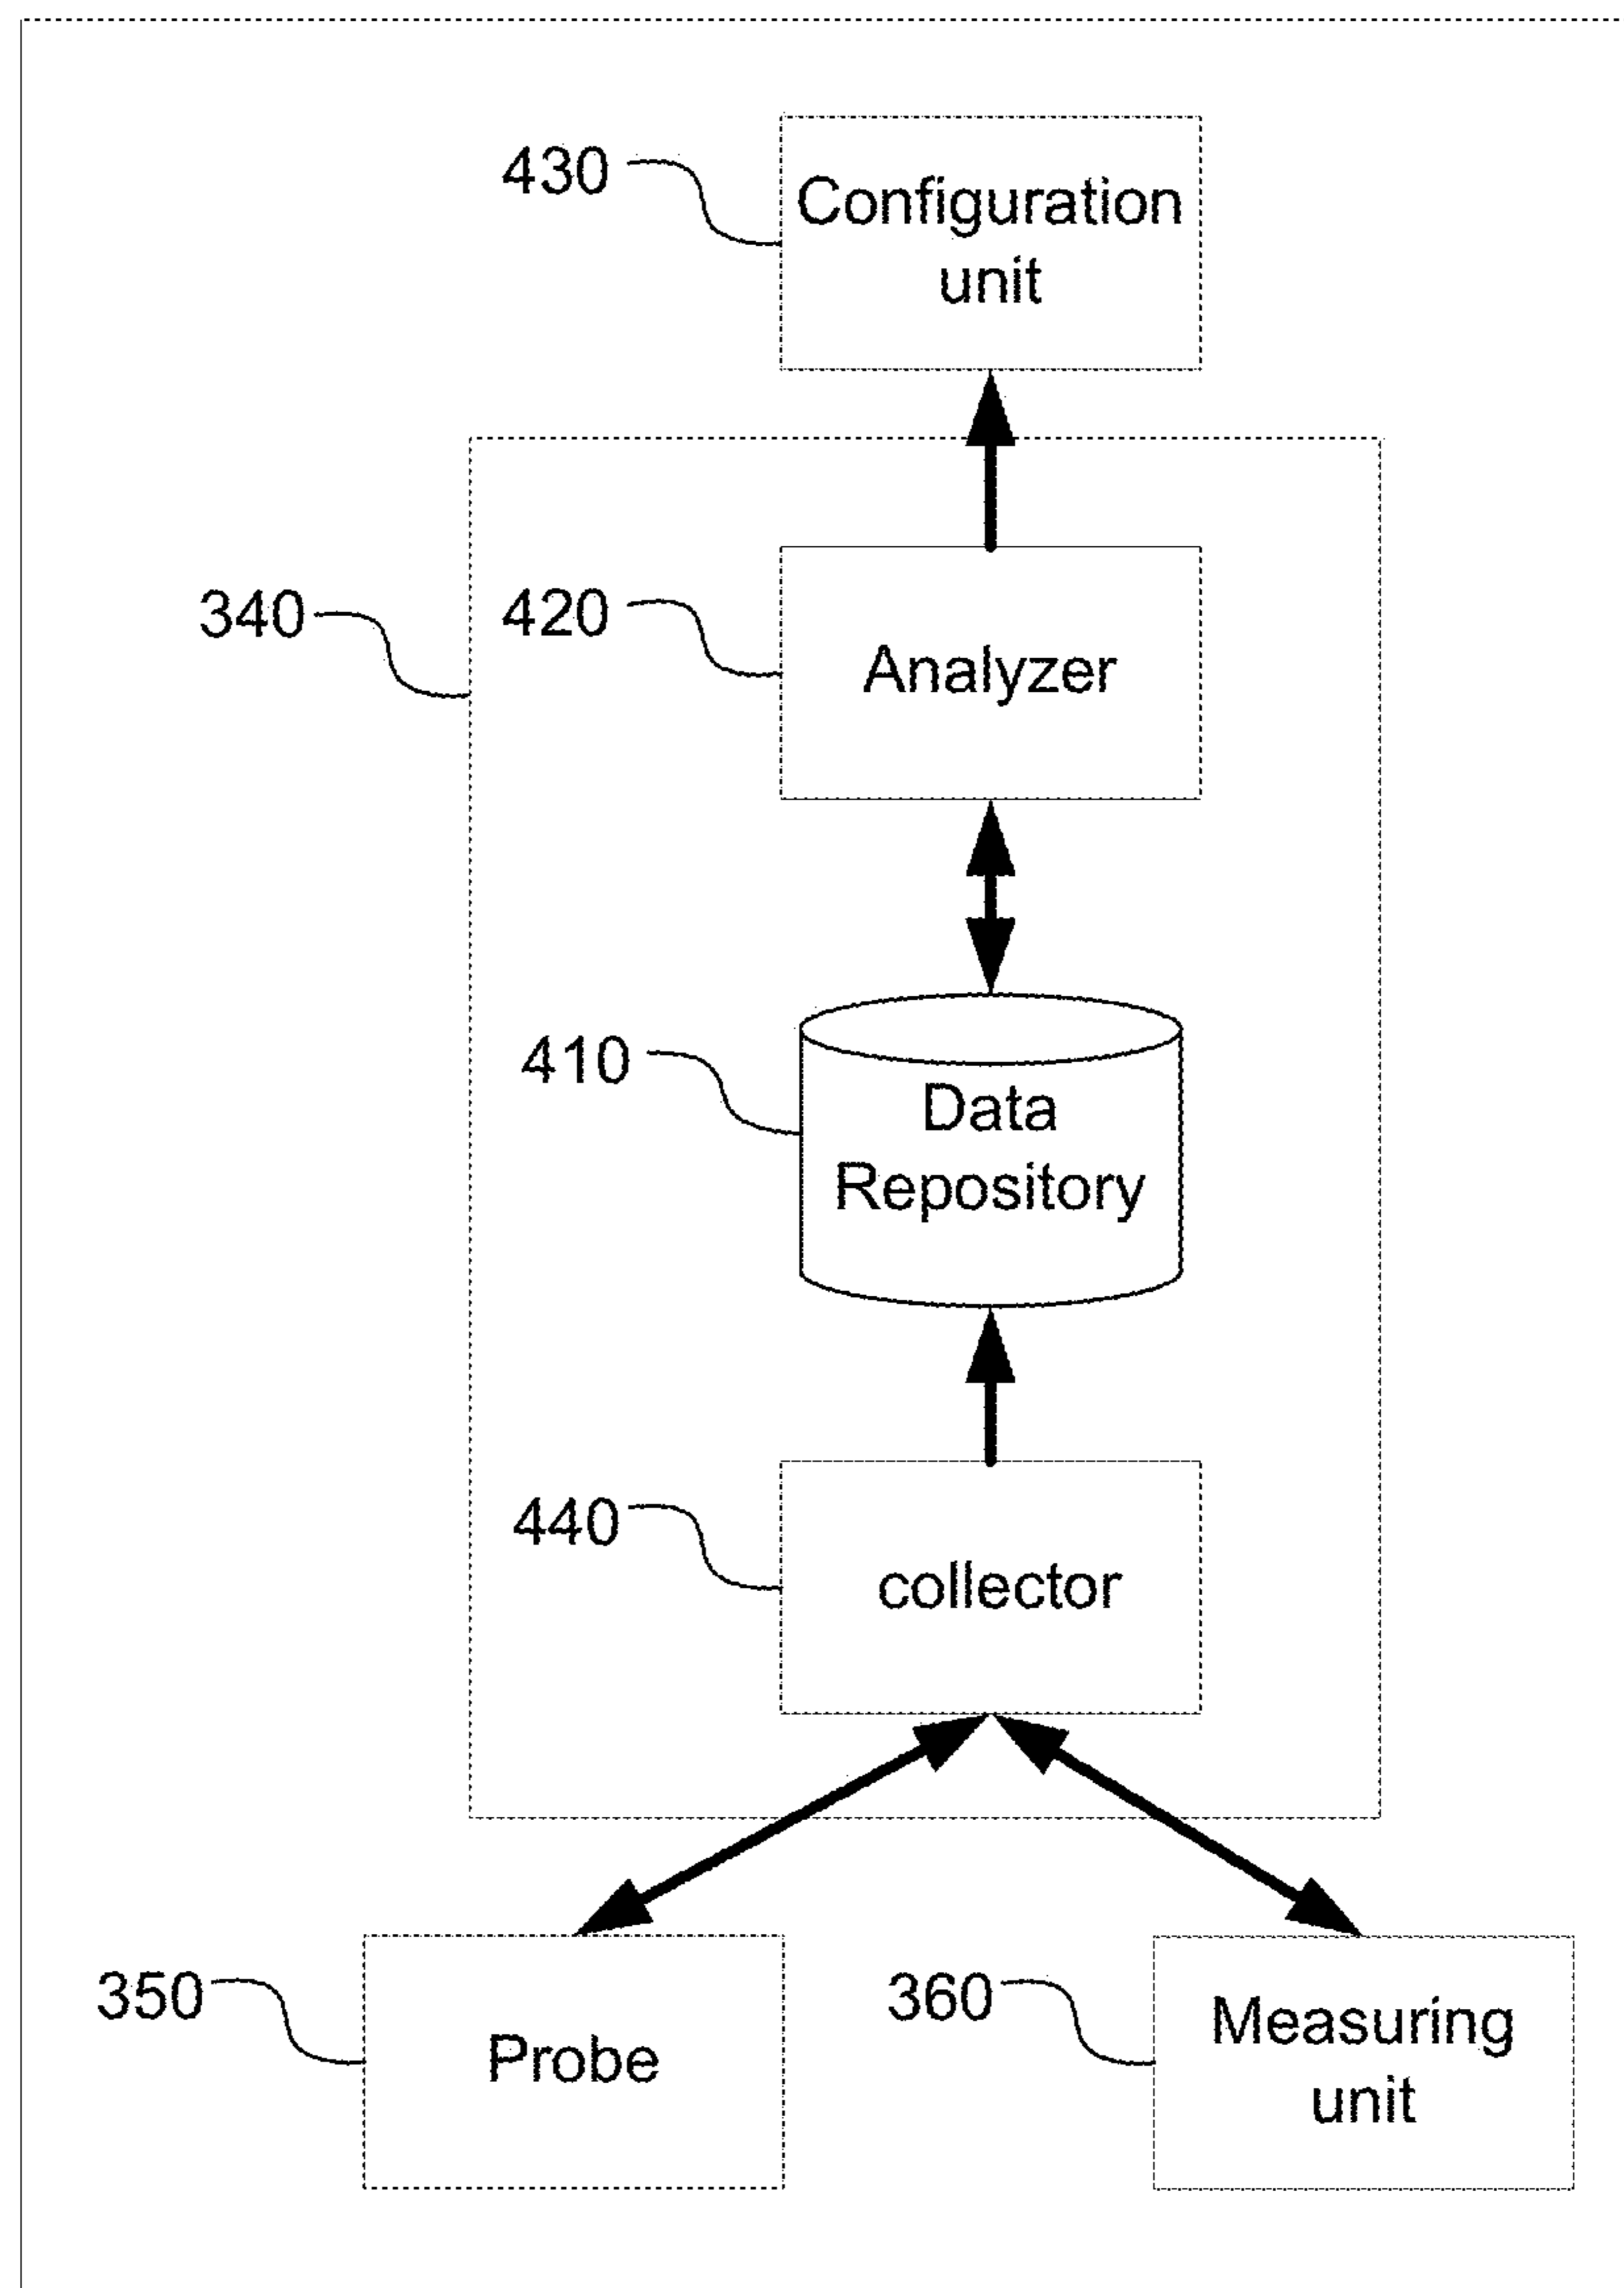 430
Configuration
unit
340
420
Analyzer
410
Data
Repository
440
collector
350
Probe
360
Measuring
unit